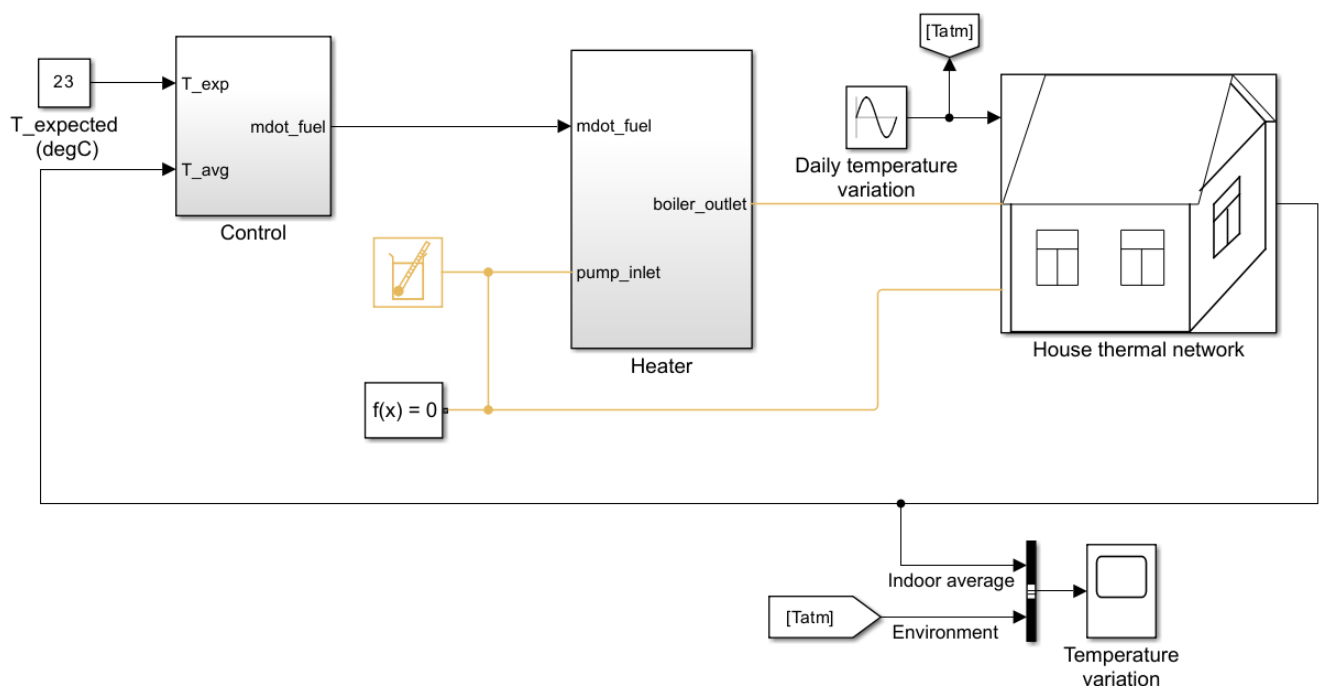 [Tatm]
23
T_expected
(degC)
T_exp
mdot_fuel
T_avg
Control
mdot_fuel
boiler_outlet
pump_inlet
Heater
Daily temperature
variation
House thermal network
f(x) = 0
Indoor average
[Tatm]
Environment
Temperature
variation